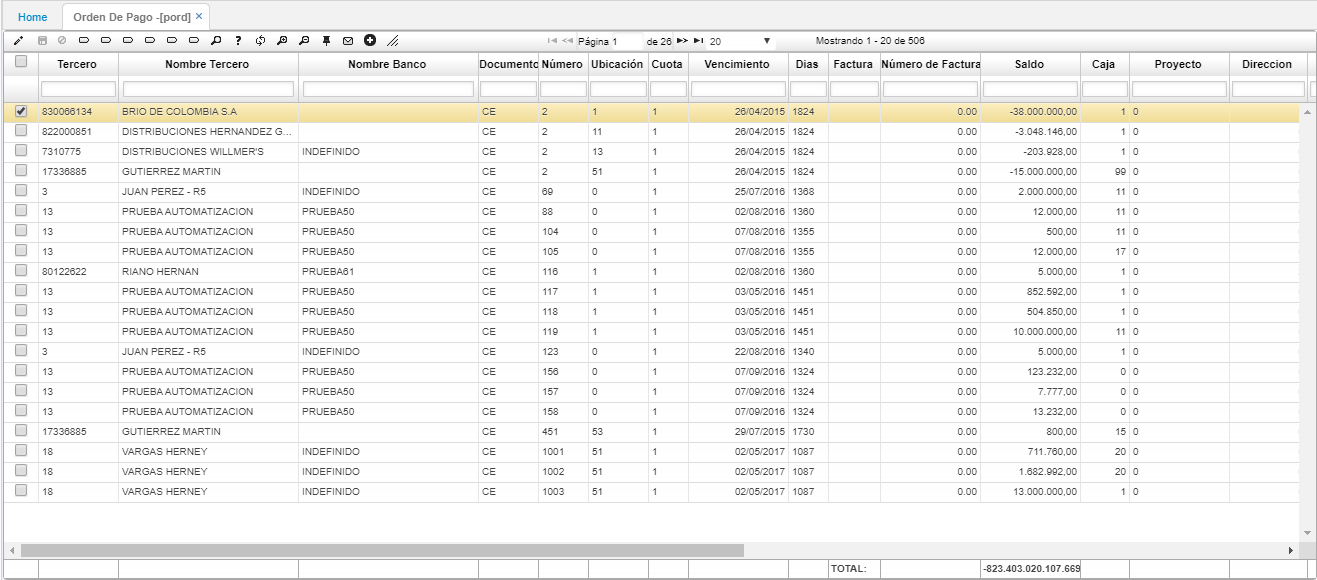 Home Orden De Pago -[pord] ×
Página 1 de 26 20 Mostrando 1 - 20 de 506
Tercero Nombre Tercero Nombre Banco Documento Número Ubicación Cuota Vencimiento Dias Factura Número de Factura Saldo Caja Proyecto Direccion
830066134 BRIO DE COLOMBIA S.A CE 2 1 1 26/04/2015 1824 0.00 -38.000.000,00 1 0
822000851 DISTRIBUCIONES HERNANDEZ G... CE 2 11 1 26/04/2015 1824 0.00 -3.048.146,00 1 0
7310775 DISTRIBUCIONES WILLMER'S INDEFINIDO CE 2 13 1 26/04/2015 1824 0.00 -203.928,00 1 0
17336885 GUTIERREZ MARTIN CE 2 51 1 26/04/2015 1824 0.00 -15.000.000,00 99 0
3 JUAN PEREZ - R5 INDEFINIDO CE 69 0 1 25/07/2016 1368 0.00 2.000.000,00 11 0
13 PRUEBA AUTOMATIZACION PRUEBA50 CE 88 0 1 02/08/2016 1360 0.00 12.000,00 11 0
13 PRUEBA AUTOMATIZACION PRUEBA50 CE 104 0 1 07/08/2016 1355 0.00 500,00 11 0
13 PRUEBA AUTOMATIZACION PRUEBA50 CE 105 0 1 07/08/2016 1355 0.00 12.000,00 17 0
80122622 RIANO HERNAN PRUEBA61 CE 116 1 1 02/08/2016 1360 0.00 5.000,00 1 0
13 PRUEBA AUTOMATIZACION PRUEBA50 CE 117 1 1 03/05/2016 1451 0.00 852.592,00 1 0
13 PRUEBA AUTOMATIZACION PRUEBA50 CE 118 1 1 03/05/2016 1451 0.00 504.850,00 1 0
13 PRUEBA AUTOMATIZACION PRUEBA50 CE 119 1 1 03/05/2016 1451 0.00 10.000.000,00 11 0
3 JUAN PEREZ - R5 INDEFINIDO CE 123 0 1 22/08/2016 1340 0.00 5.000,00 1 0
13 PRUEBA AUTOMATIZACION PRUEBA50 CE 156 0 1 07/09/2016 1324 0.00 123.232,00 0 0
13 PRUEBA AUTOMATIZACION PRUEBA50 CE 157 0 1 07/09/2016 1324 0.00 7.777,00 0 0
13 PRUEBA AUTOMATIZACION PRUEBA50 CE 158 0 1 07/09/2016 1324 0.00 13.232,00 0 0
17336885 GUTIERREZ MARTIN CE 451 53 1 29/07/2015 1730 0.00 800,00 15 0
18 VARGAS HERNEY INDEFINIDO CE 1001 51 1 02/05/2017 1087 0.00 711.760,00 20 0
18 VARGAS HERNEY INDEFINIDO CE 1002 51 1 02/05/2017 1087 0.00 1.682.992,00 20 0
18 VARGAS HERNEY INDEFINIDO CE 1003 51 1 02/05/2017 1087 0.00 13.000.000,00 1 0
TOTAL: -823.403.020.107.669